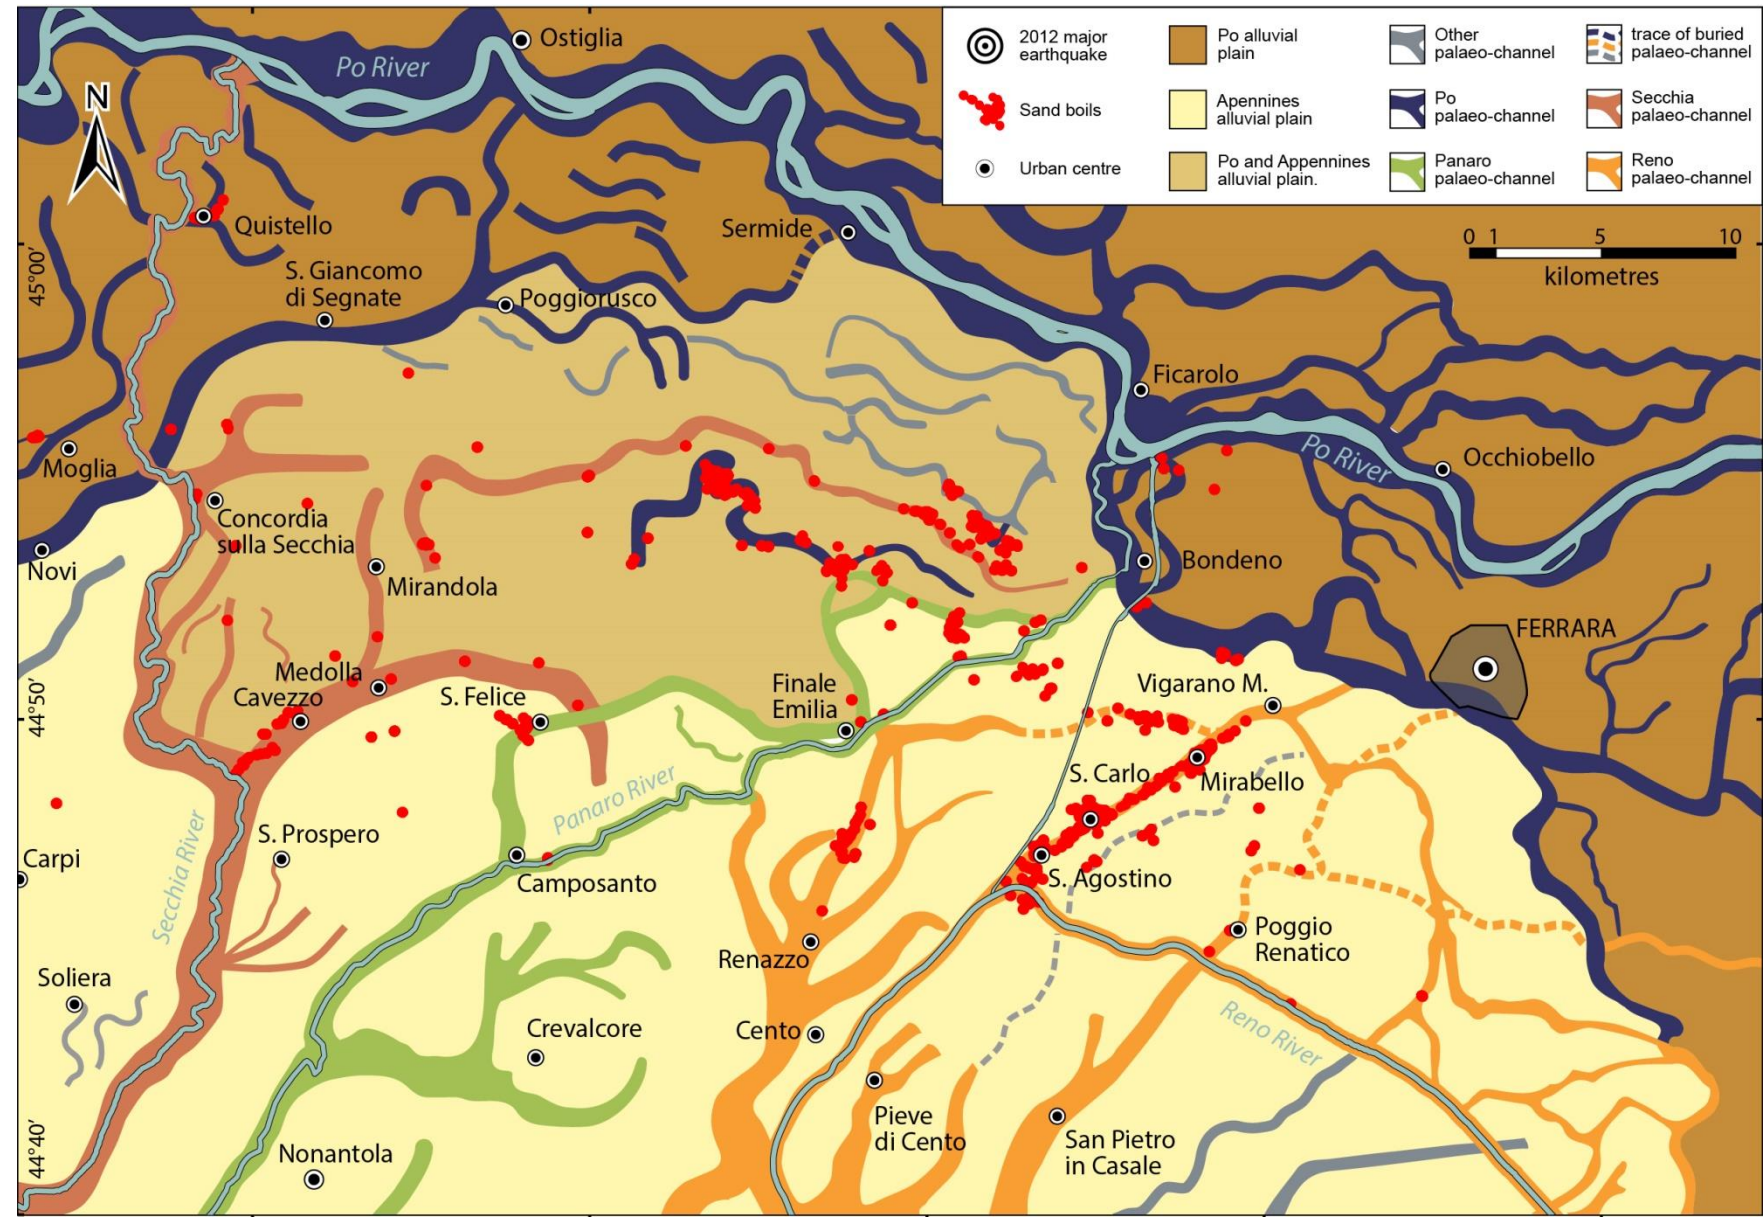 2012 major
earthquake
Sand boils
Urban centre
Po alluvial
plain
Apennines
alluvial plain
Po and Appennines
alluvial plain.
Other
palaeo-channel
Po
palaeo-channel
Panaro
palaeo-channel
trace of buried
palaeo-channel
Secchia
palaeo-channel
Reno
palaeo-channel
0 1 5 10
kilometres
N
Ostiglia
Po River
Quistello
Sermide
S. Giancomo
di Segnate
Poggiorusco
45°00'
Ficarolo
Moglia
Po River
Occhiobello
Concordia
sulla Secchia
Novi
Mirandola
Bondeno
FERRARA
Medolla
Cavezzo
S. Felice
Finale
Emilia
Vigarano M.
44°50'
S. Carlo
Mirabello
Panaro River
S. Prospero
Secchia River
Carpi
Camposanto
S. Agostino
Poggio
Renatico
Renazzo
Soliera
Crevalcore
Cento
Reno River
Pieve
di Cento
San Pietro
in Casale
44°40'
Nonantola